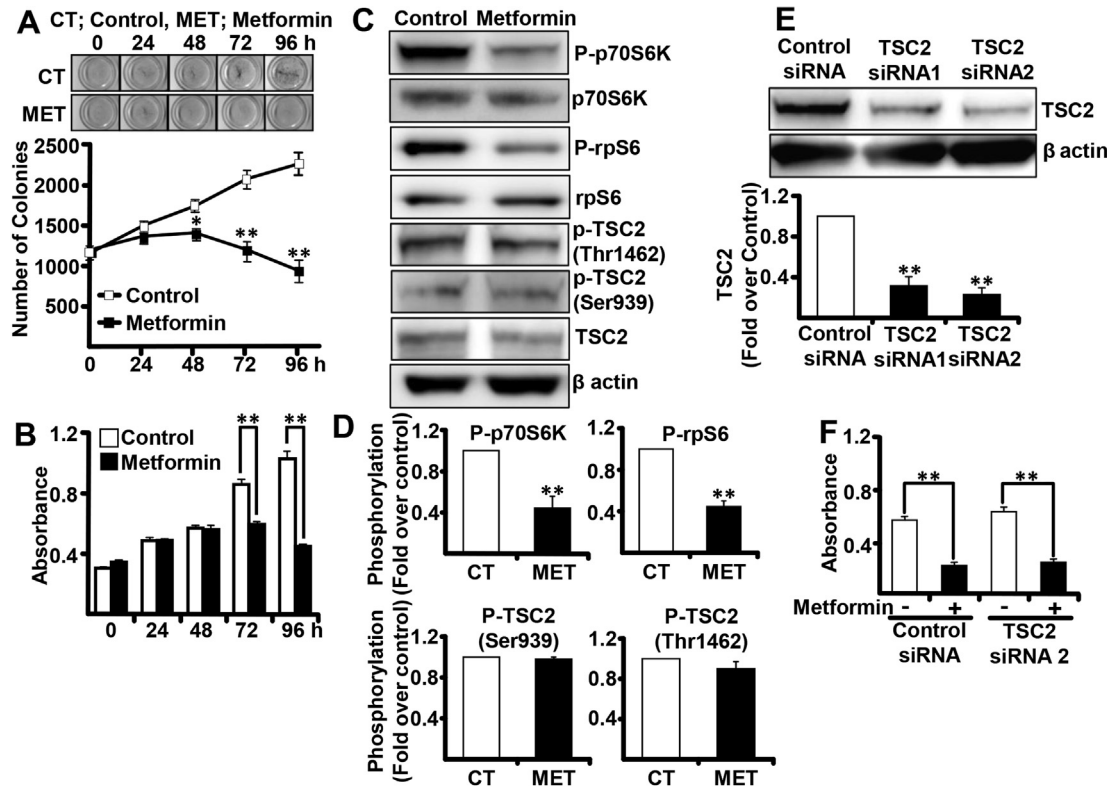 A
CT; Control, MET; Metformin
0 24 48 72 96 h
CT
MET
Number of Colonies
2500
2000
1500
1000
500
*
**
**
Control
Metformin
0 24 48 72 96 h
B
Absorbance
1.2
0.8
0.4
Control
Metformin
** **
0 24 48 72 96 h
C
Control Metformin
P-p70S6K
p70S6K
P-rpS6
rpS6
p-TSC2
(Thr1462)
p-TSC2
(Ser939)
TSC2
β actin
D
Phosphorylation
(Fold over control)
P-p70S6K
1.2
0.8
0.4
**
CT MET
P-rpS6
1.2
0.8
0.4
**
CT MET
Phosphorylation
(Fold over control)
P-TSC2
(Ser939)
1.2
0.8
0.4
CT MET
P-TSC2
(Thr1462)
1.2
0.8
0.4
CT MET
E
Control
siRNA
TSC2
siRNA1
TSC2
siRNA2
TSC2
β actin
TSC2
(Fold over Control)
1.2
0.8
0.4
**
**
Control
siRNA
TSC2
siRNA1
TSC2
siRNA2
F
Absorbance
1.2
0.8
0.4
** **
Metformin - + - +
Control
siRNA
TSC2
siRNA 2